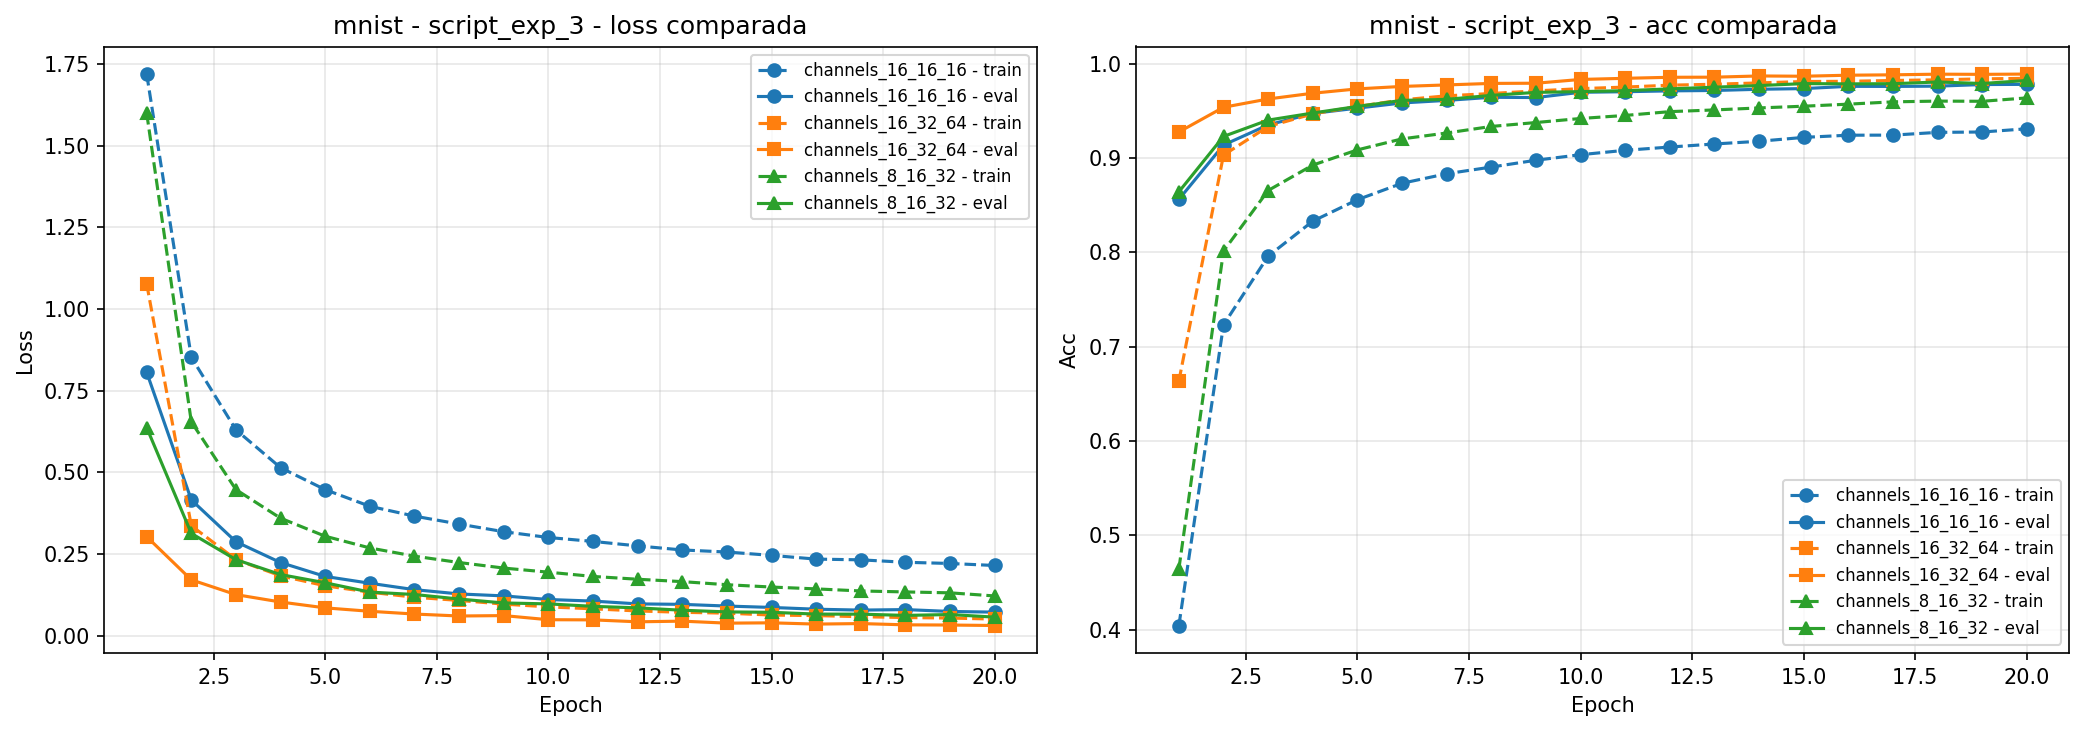 mnist - script_exp_3 - loss comparada
1.75
1.50
1.25
1.00
0.75
0.50
0.25
0.00
Loss
channels_16_16_16 - train
channels_16_16_16 - eval
channels_16_32_64 - train
channels_16_32_64 - eval
channels_8_16_32 - train
channels_8_16_32 - eval
2.5 5.0 7.5 10.0 12.5 15.0 17.5 20.0
Epoch
mnist - script_exp_3 - acc comparada
1.0
0.9
0.8
0.7
0.6
0.5
0.4
Acc
channels_16_16_16 - train
channels_16_16_16 - eval
channels_16_32_64 - train
channels_16_32_64 - eval
channels_8_16_32 - train
channels_8_16_32 - eval
2.5 5.0 7.5 10.0 12.5 15.0 17.5 20.0
Epoch